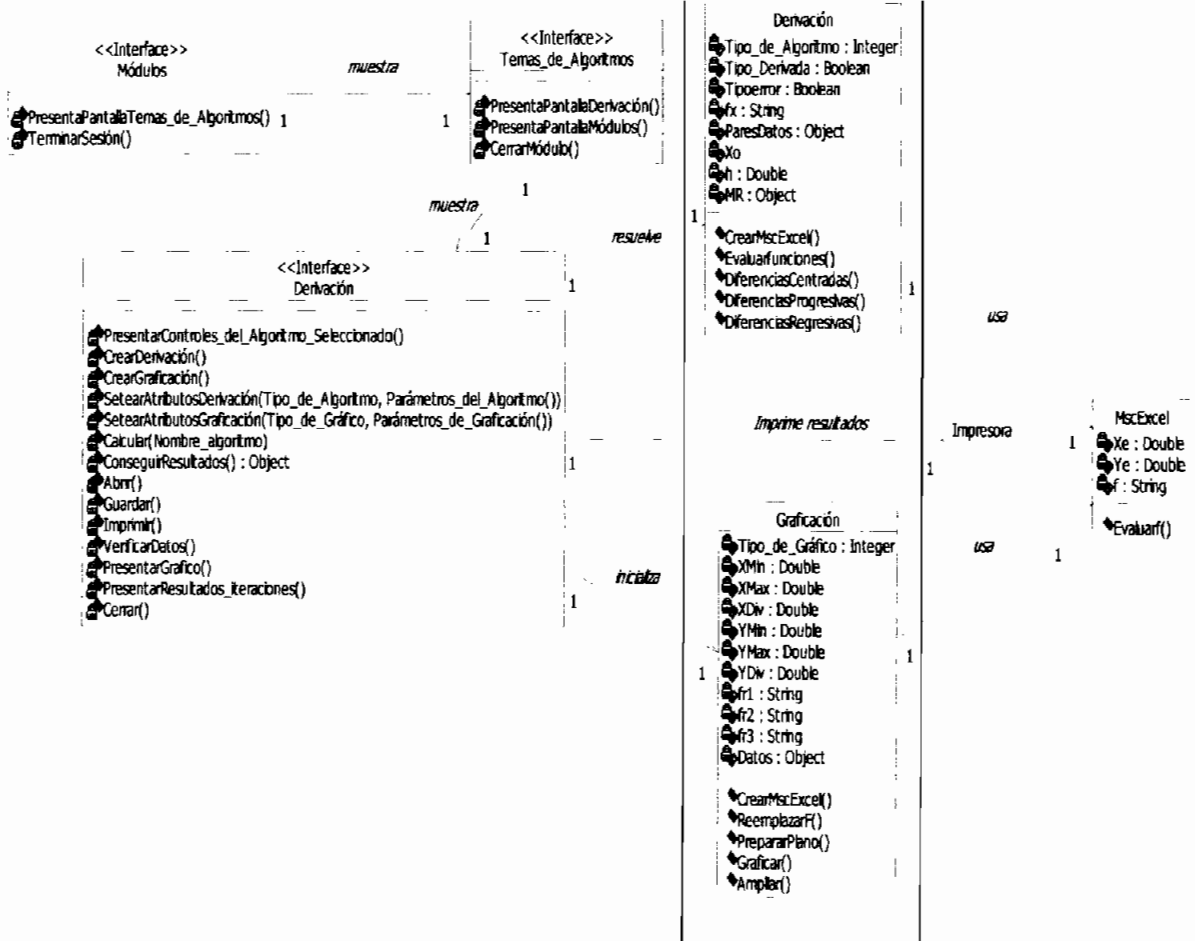 <<Interface>>
Módulos
PresentaPantallaTemas_de_Algoritmos()
TerminarSesión()
1
muestra
1
<<Interface>>
Temas_de_Algoritmos
PresentaPantallaDerivación()
PresentaPantallaMódulos()
CerrarMódulo()
1
muestra
1
<<Interface>>
Derivación
PresentarControles_del_Algoritmo_Seleccionado()
CrearDerivación()
CrearGraficación()
SetearAtributosDerivación(Tipo_de_Algoritmo, Parámetros_del_Algoritmo())
SetearAtributosGraficación(Tipo_de_Gráfico, Parámetros_de_Graficación())
Calcular(Nombre_algoritmo)
ConseguirResultados() : Object
Abrir()
Guardar()
Imprimir()
VerificarDatos()
PresentarGrafico()
PresentarResultados_iteraciones()
Cerrar()
1
resuelve
1
Derivación
Tipo_de_Algoritmo : Integer
Tipo_Derivada : Boolean
Tipoerror : Boolean
fx : String
ParesDatos : Object
Xo
h : Double
MR : Object
CrearMscExcel()
Evaluarfunciones()
DiferenciasCentradas()
DiferenciasProgresivas()
DiferenciasRegresivas()
1
usa
1
Imprime resultados
1
Impresora
1
MscExcel
Xe : Double
Ye : Double
f : String
Evaluarf()
1
inicializa
1
Graficación
Tipo_de_Gráfico : Integer
XMin : Double
XMax : Double
XDiv : Double
YMin : Double
YMax : Double
YDiv : Double
fr1 : String
fr2 : String
fr3 : String
Datos : Object
CrearMscExcel()
ReemplazarF()
PrepararPlano()
Graficar()
Ampliar()
1
usa
1